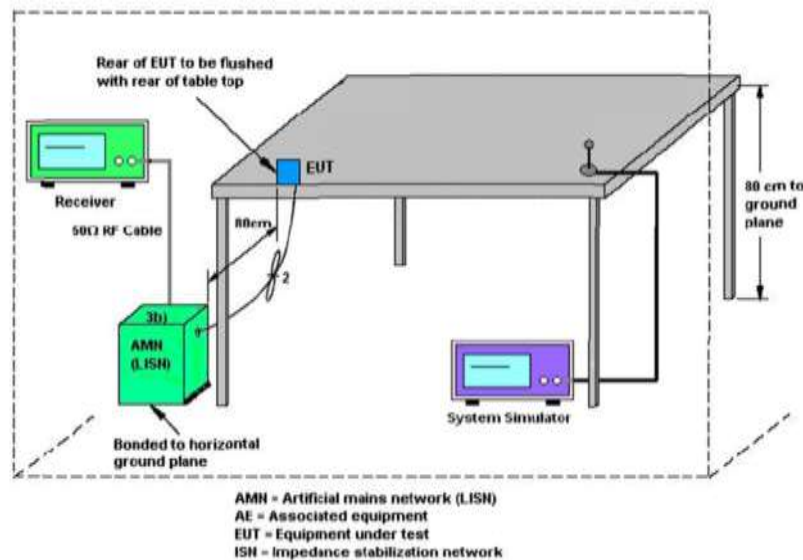 Rear of EUT to be flushed
with rear of table top
EUT
Receiver
50Ω RF Cable
80cm
80 cm to
ground
plane
2
3b)
AMN
(LISN)
System Simulator
Bonded to horizontal
ground plane
AMN = Artificial mains network (LISN)
AE = Associated equipment
EUT = Equipment under test
ISN = Impedance stabilization network